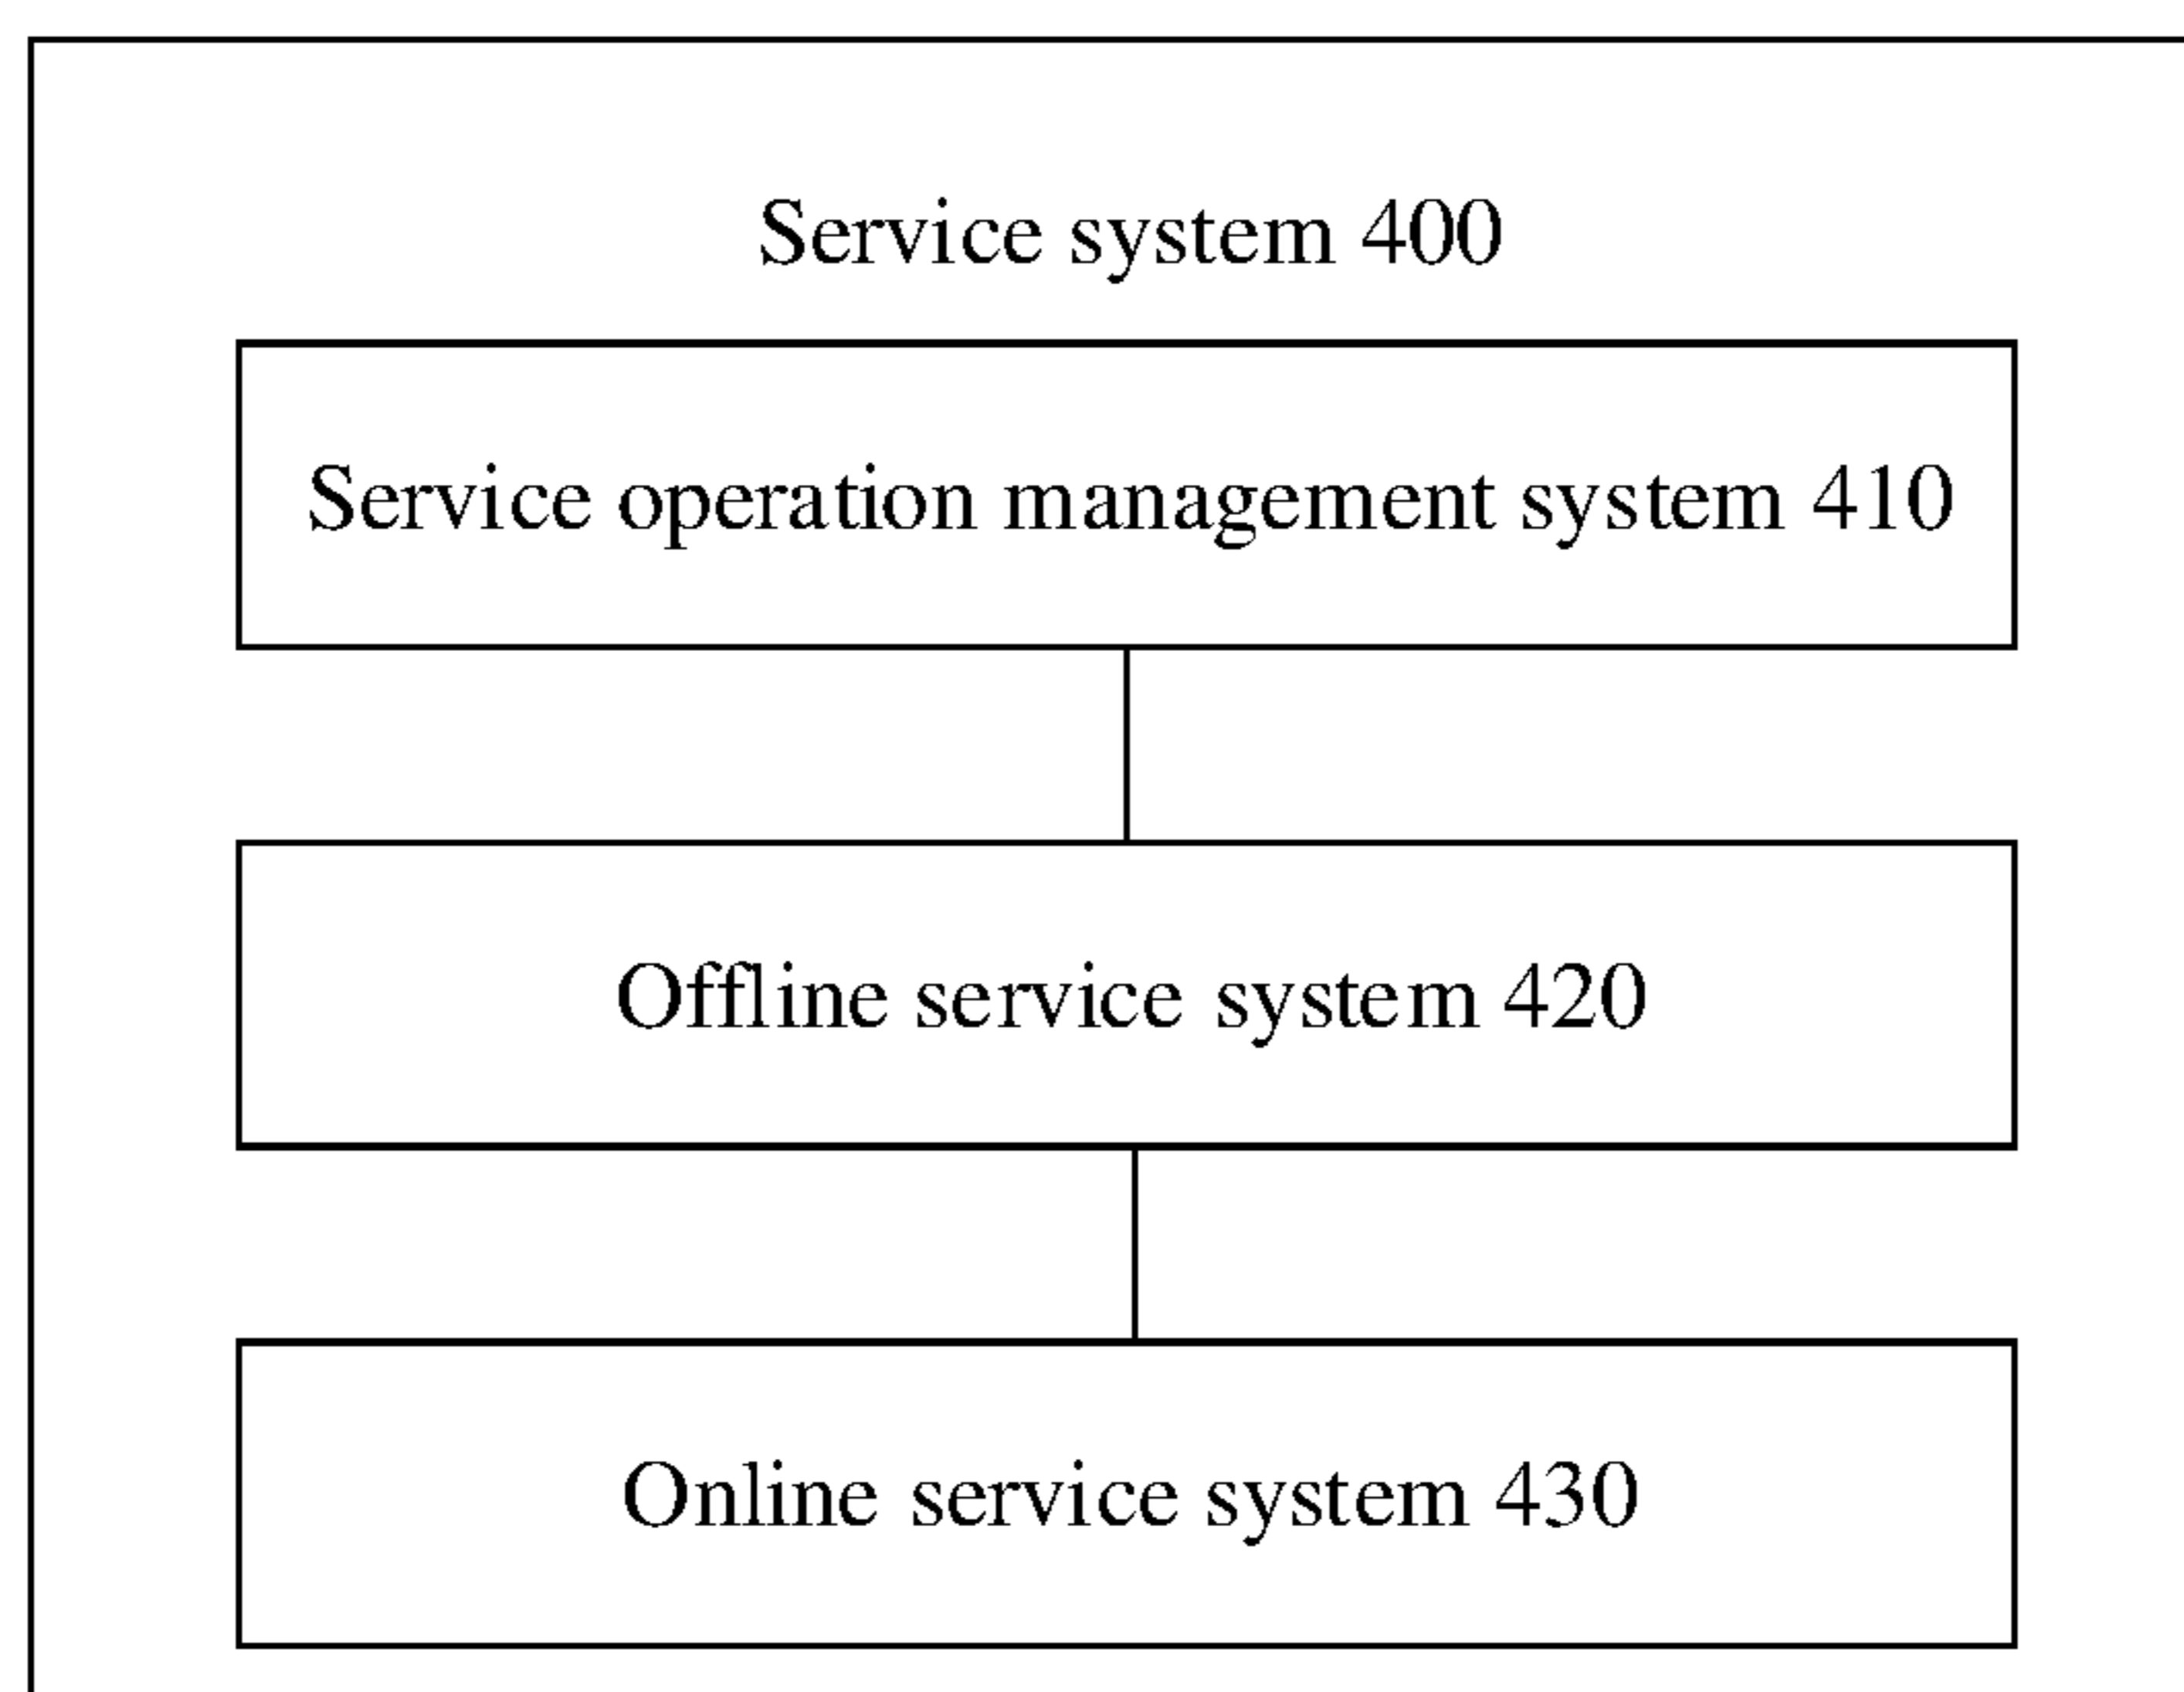 Service system 400
Service operation management system 410
Offline service system 420
Online service system 430